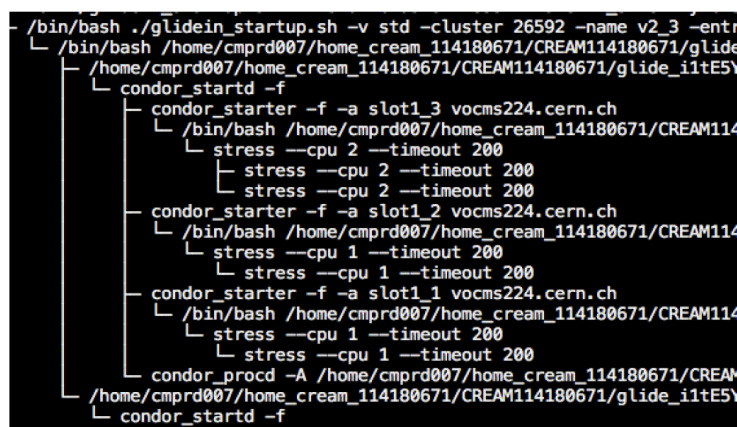 /bin/bash ./glidein_startup.sh -v std -cluster 26592 -name v2_3 -entr
/bin/bash /home/cmprd007/home_cream_114180671/CREAM114180671/glide
/home/cmprd007/home_cream_114180671/CREAM114180671/glide_i1tE5Y
condor_startd -f
condor_starter -f -a slot1_3 vocms224.cern.ch
/bin/bash /home/cmprd007/home_cream_114180671/CREAM114
stress --cpu 2 --timeout 200
stress --cpu 2 --timeout 200
stress --cpu 2 --timeout 200
condor_starter -f -a slot1_2 vocms224.cern.ch
/bin/bash /home/cmprd007/home_cream_114180671/CREAM114
stress --cpu 1 --timeout 200
stress --cpu 1 --timeout 200
condor_starter -f -a slot1_1 vocms224.cern.ch
/bin/bash /home/cmprd007/home_cream_114180671/CREAM114
stress --cpu 1 --timeout 200
stress --cpu 1 --timeout 200
condor_procd -A /home/cmprd007/home_cream_114180671/CREAM
/home/cmprd007/home_cream_114180671/CREAM114180671/glide_i1tE5Y
condor_startd -f